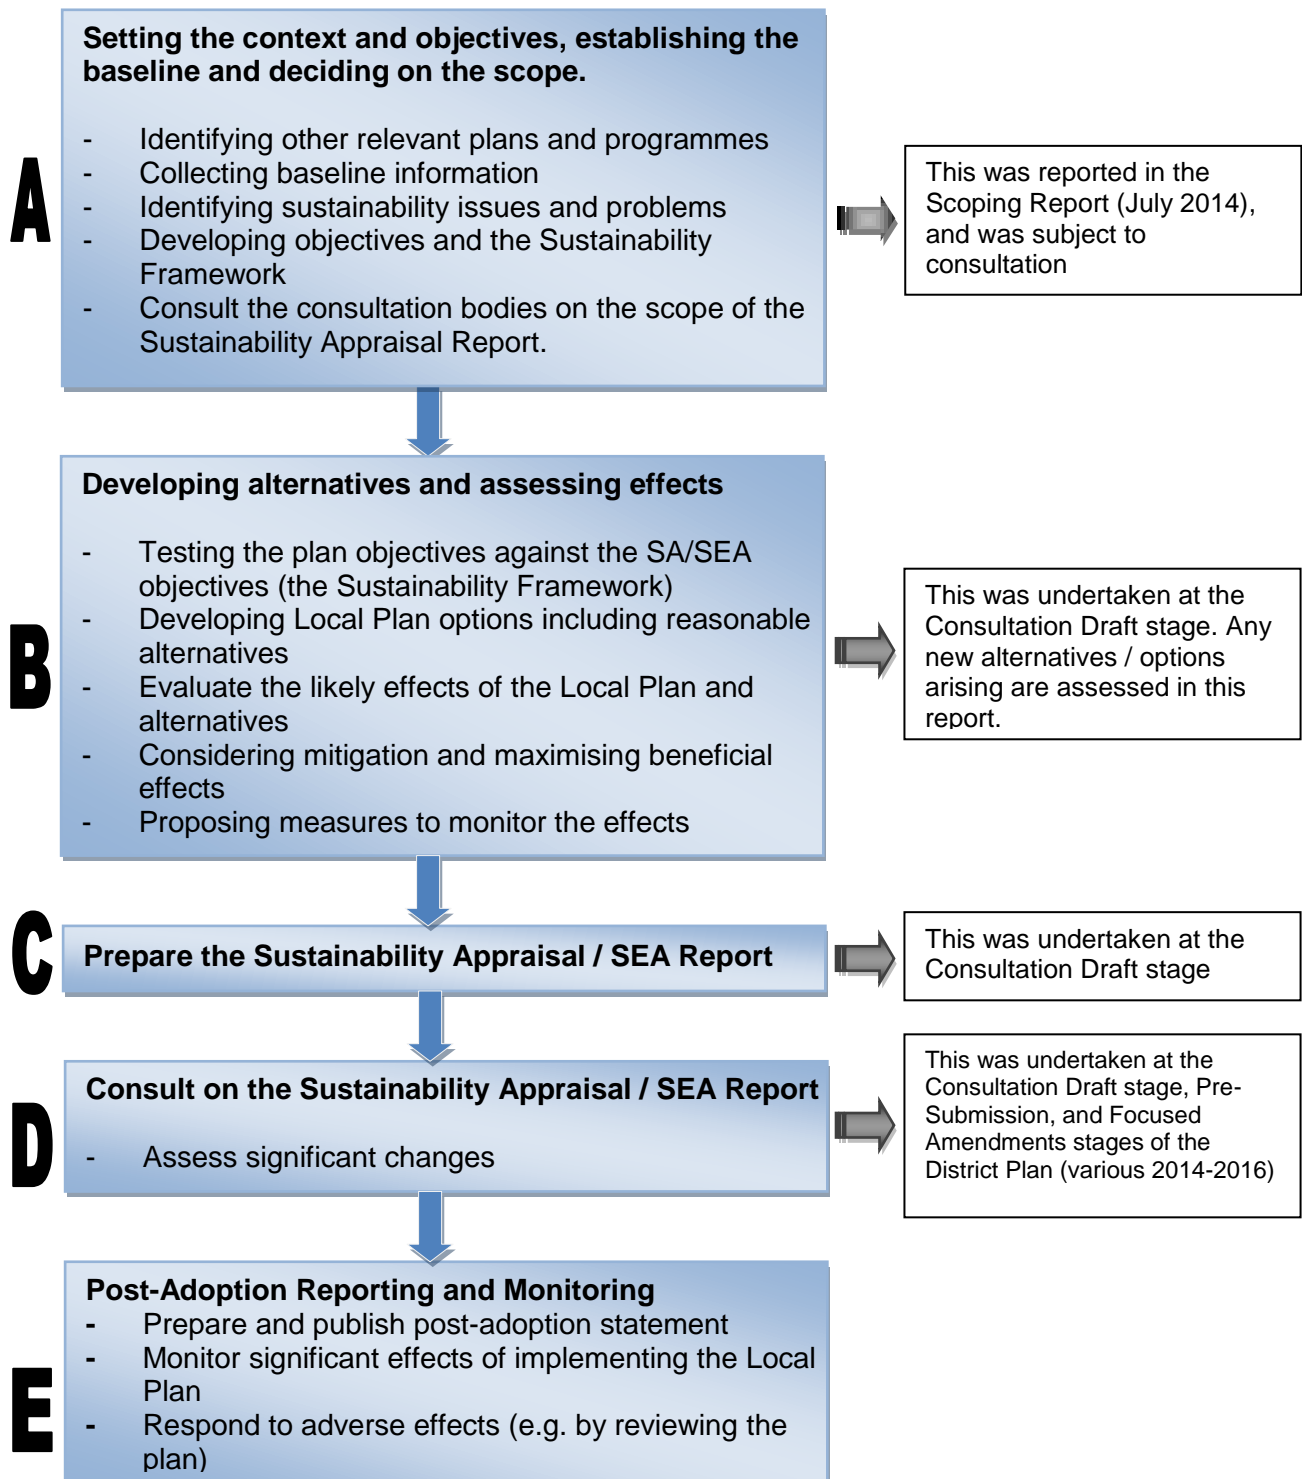 A
Setting the context and objectives, establishing the
baseline and deciding on the scope.
- Identifying other relevant plans and programmes
- Collecting baseline information
- Identifying sustainability issues and problems
- Developing objectives and the Sustainability
Framework
- Consult the consultation bodies on the scope of the
Sustainability Appraisal Report.
This was reported in the
Scoping Report (July 2014),
and was subject to
consultation
B
Developing alternatives and assessing effects
- Testing the plan objectives against the SA/SEA
objectives (the Sustainability Framework)
- Developing Local Plan options including reasonable
alternatives
- Evaluate the likely effects of the Local Plan and
alternatives
- Considering mitigation and maximising beneficial
effects
- Proposing measures to monitor the effects
This was undertaken at the
Consultation Draft stage. Any
new alternatives / options
arising are assessed in this
report.
C
Prepare the Sustainability Appraisal / SEA Report
This was undertaken at the
Consultation Draft stage
D
Consult on the Sustainability Appraisal / SEA Report
- Assess significant changes
This was undertaken at the
Consultation Draft stage, Pre-
Submission, and Focused
Amendments stages of the
District Plan (various 2014-2016)
E
Post-Adoption Reporting and Monitoring
- Prepare and publish post-adoption statement
- Monitor significant effects of implementing the Local
Plan
- Respond to adverse effects (e.g. by reviewing the
plan)